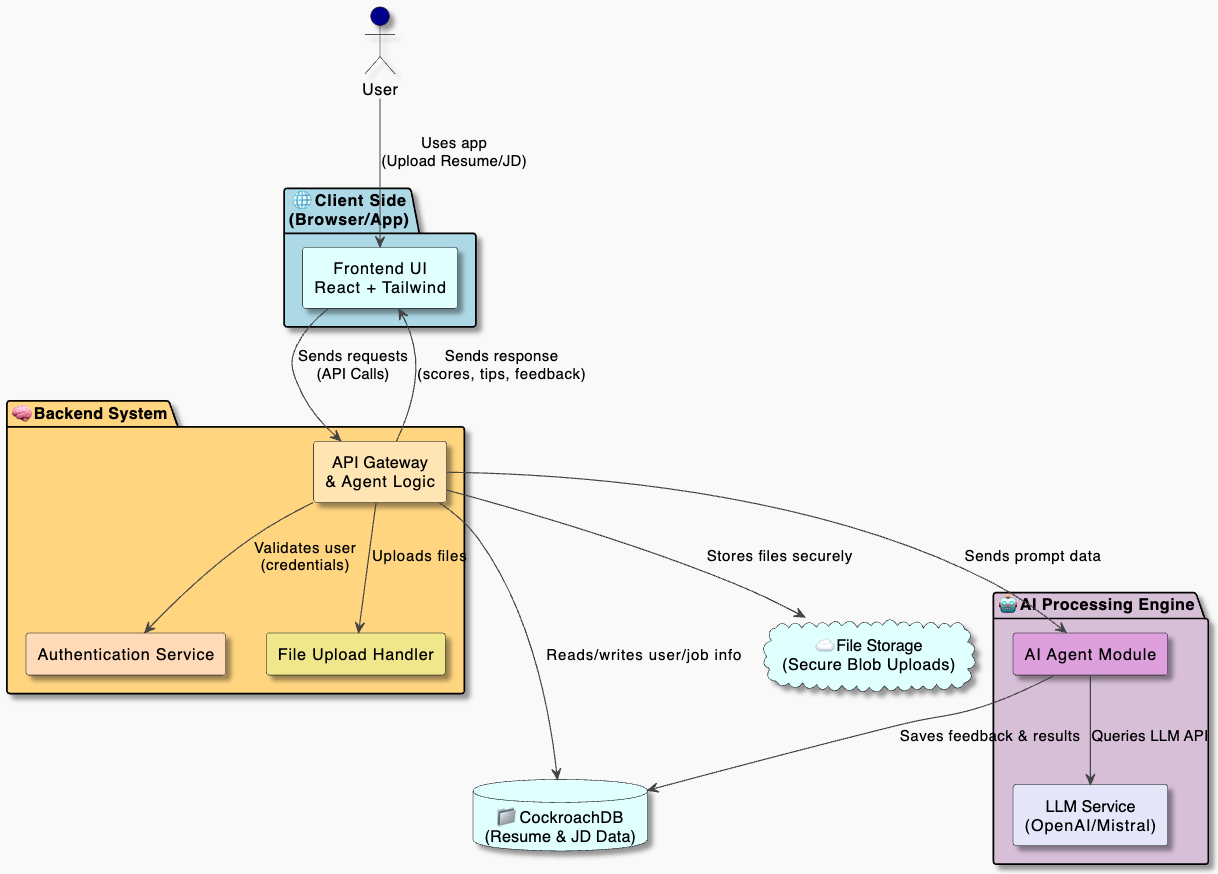 User
Uses app
(Upload Resume/JD)
Client Side
(Browser/App)
Frontend UI
React + Tailwind
Sends requests
(API Calls)
Sends response
(scores, tips, feedback)
Backend System
API Gateway
& Agent Logic
Validates user
(credentials)
Uploads files
Stores files securely
Sends prompt data
AI Processing Engine
Authentication Service
File Upload Handler
Reads/writes user/job info
File Storage
(Secure Blob Uploads)
AI Agent Module
Saves feedback & results
Queries LLM API
CockroachDB
(Resume & JD Data)
LLM Service
(OpenAI/Mistral)